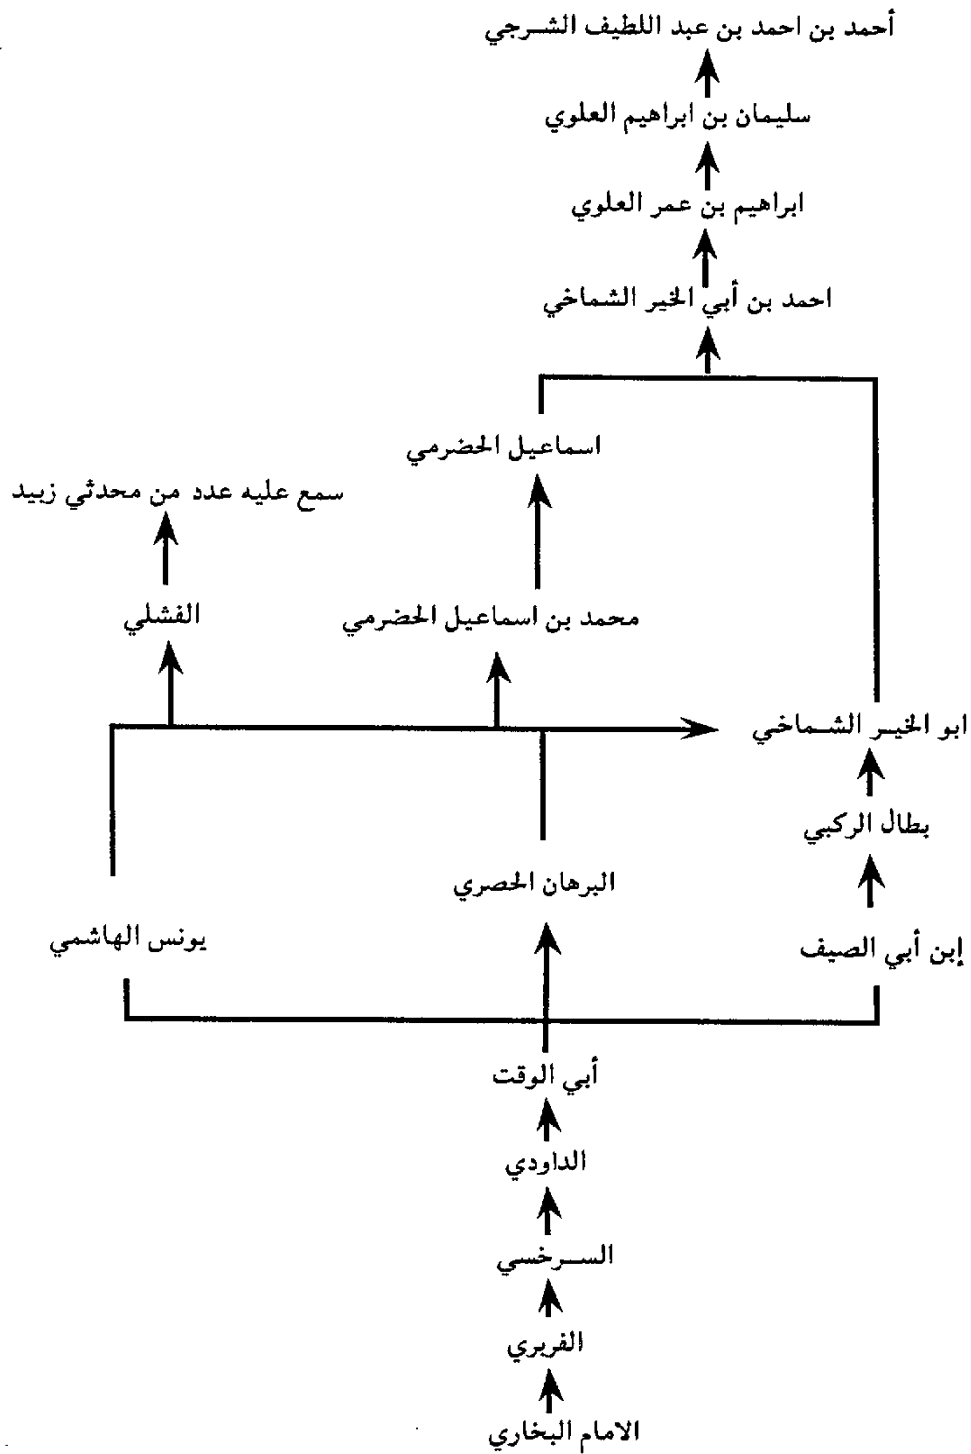 أحمد بن احمد بن عبد اللطيف الشرجي
سليمان بن ابراهيم العلوي
ابراهيم بن عمر العلوي
احمد بن أبي الخير الشماخي
اسماعيل الحضرمي
سمع عليه عدد من محدثي زبيد
محمد بن اسماعيل الحضرمي
الفشلي
ابو الخير الشماخي
بطال الركبي
البرهان الحصري
إبن أبي الصيف
يونس الهاشمي
أبي الوقت
الداودي
السرخسي
الفربري
الامام البخاري